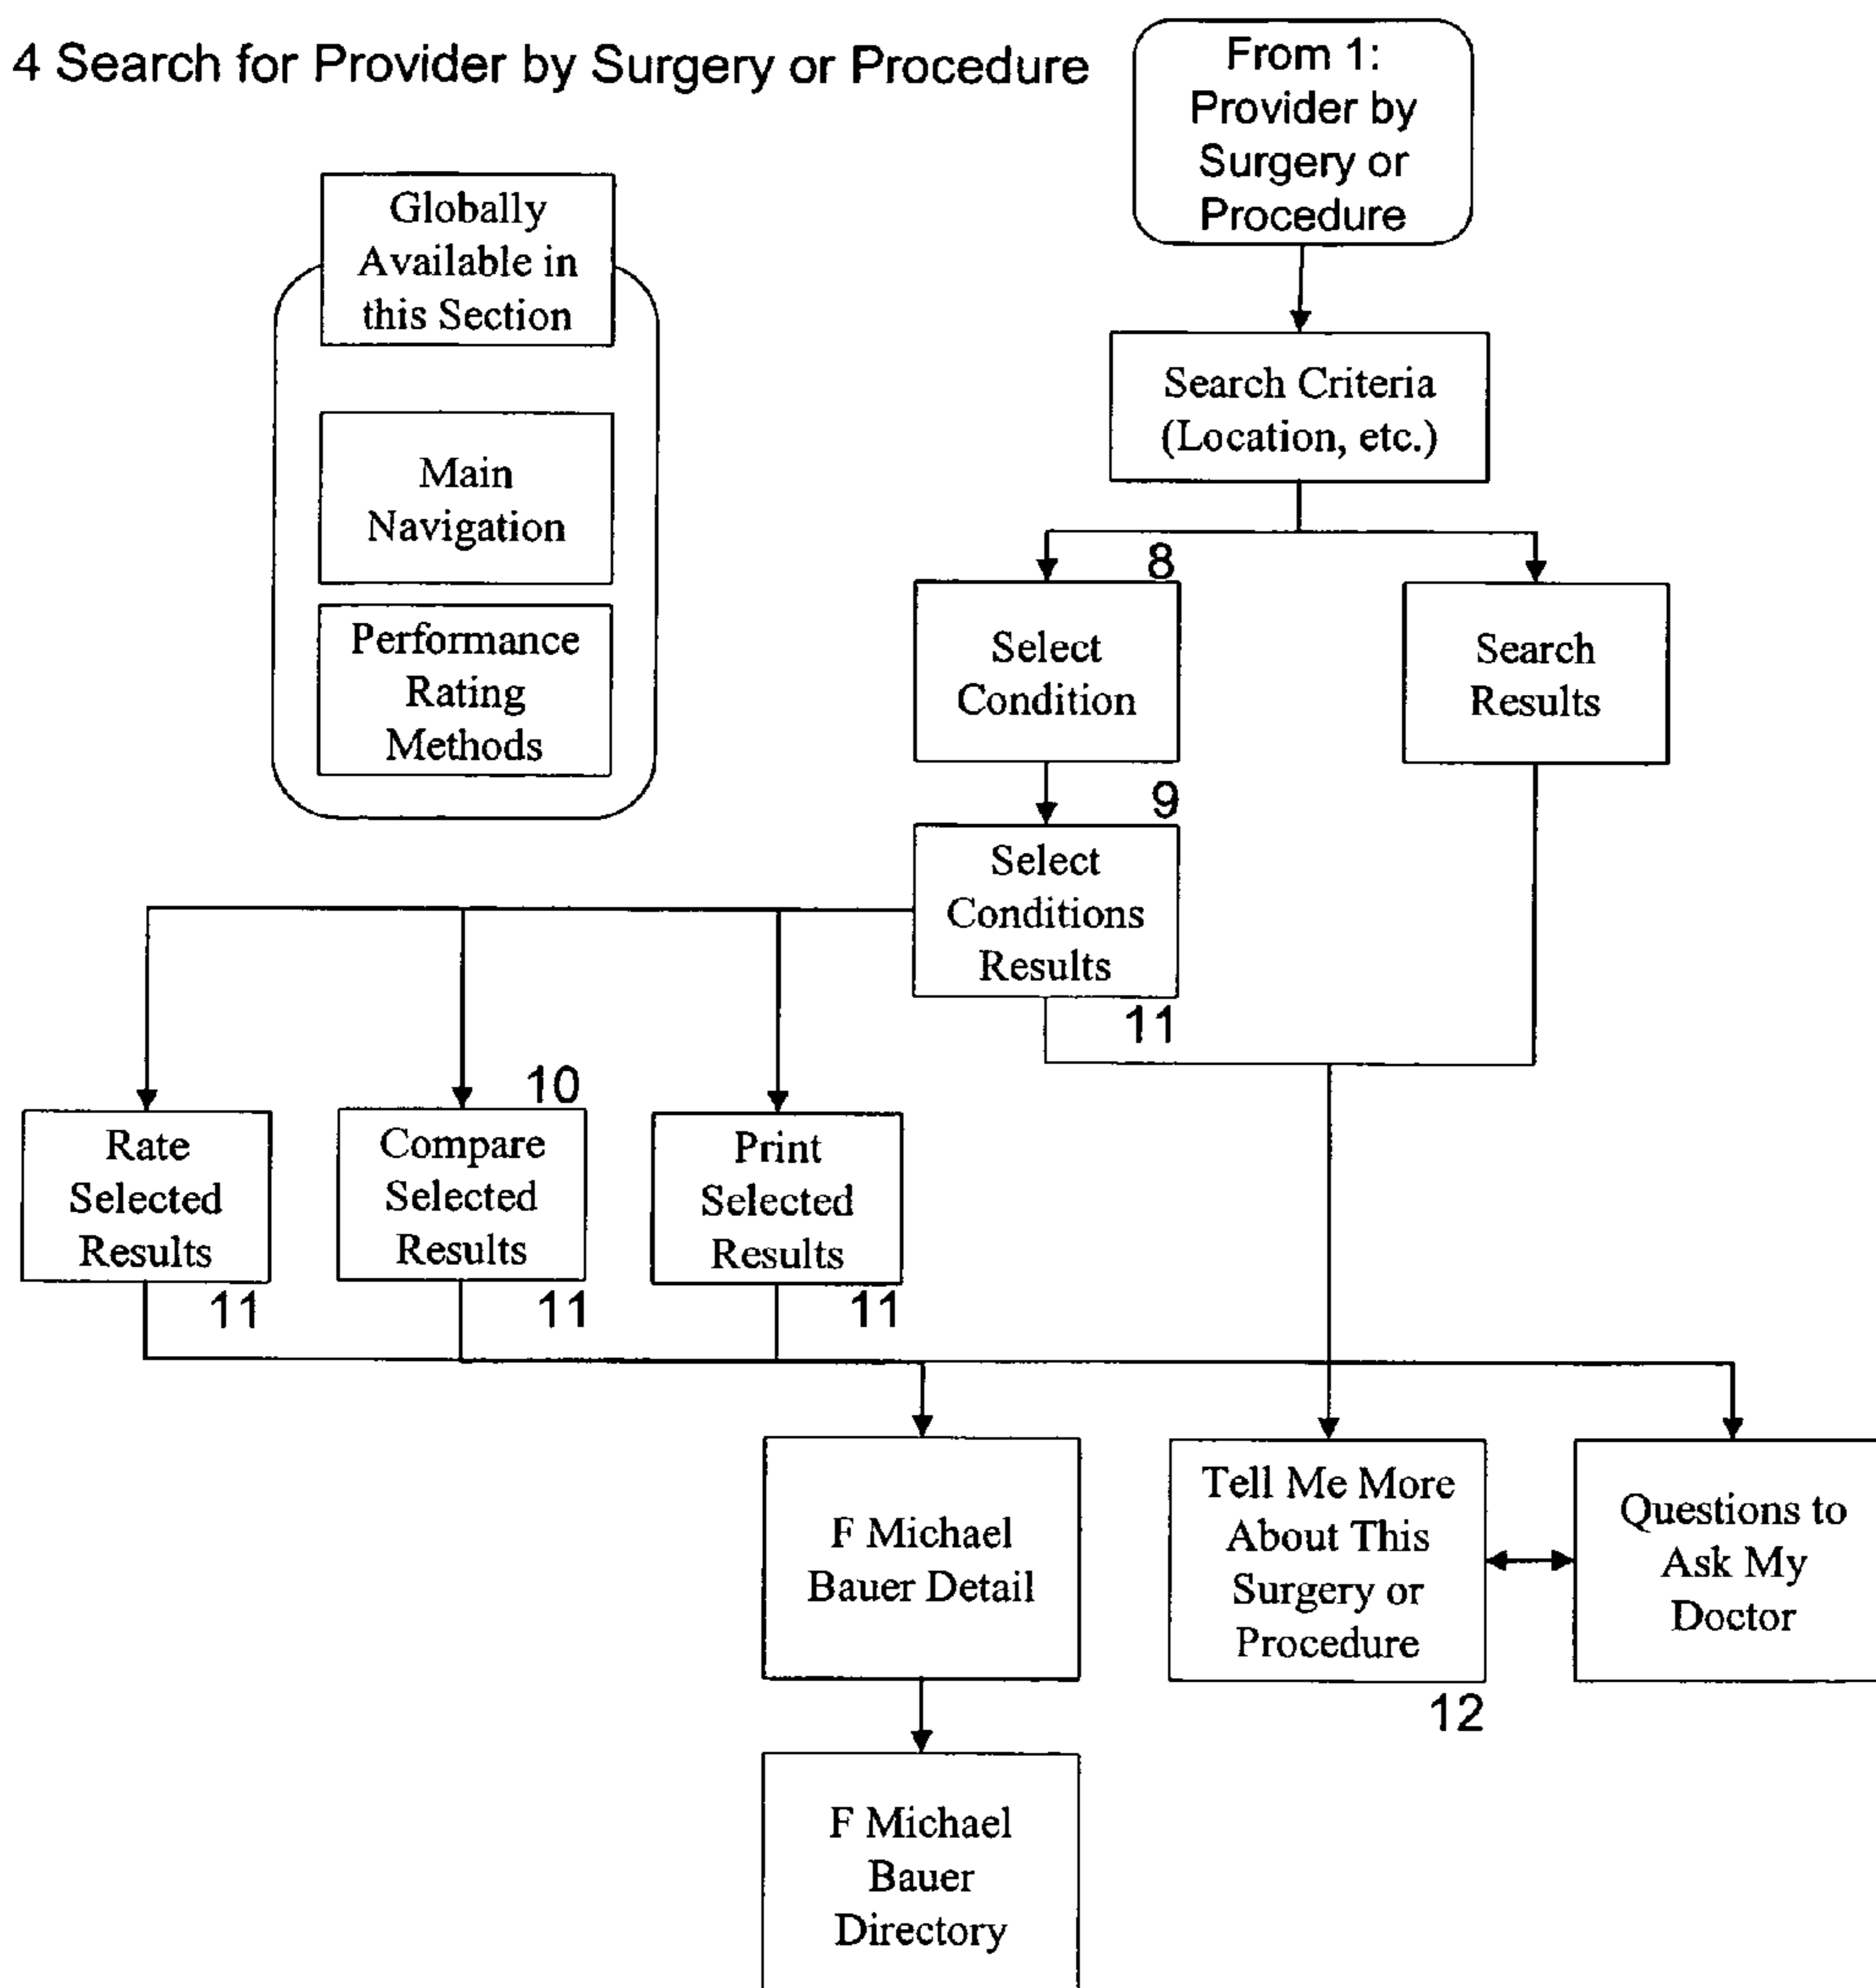 4 Search for Provider by Surgery or Procedure
From 1:
Provider by
Surgery or
Procedure
Globally
Available in
this Section
Main
Navigation
Performance
Rating
Methods
Search Criteria
(Location, etc.)
8
Select
Condition
Search
Results
9
Select
Conditions
Results
11
Rate
Selected
Results
11
10
Compare
Selected
Results
11
Print
Selected
Results
11
F Michael
Bauer Detail
Tell Me More
About This
Surgery or
Procedure
12
Questions to
Ask My
Doctor
F Michael
Bauer
Directory